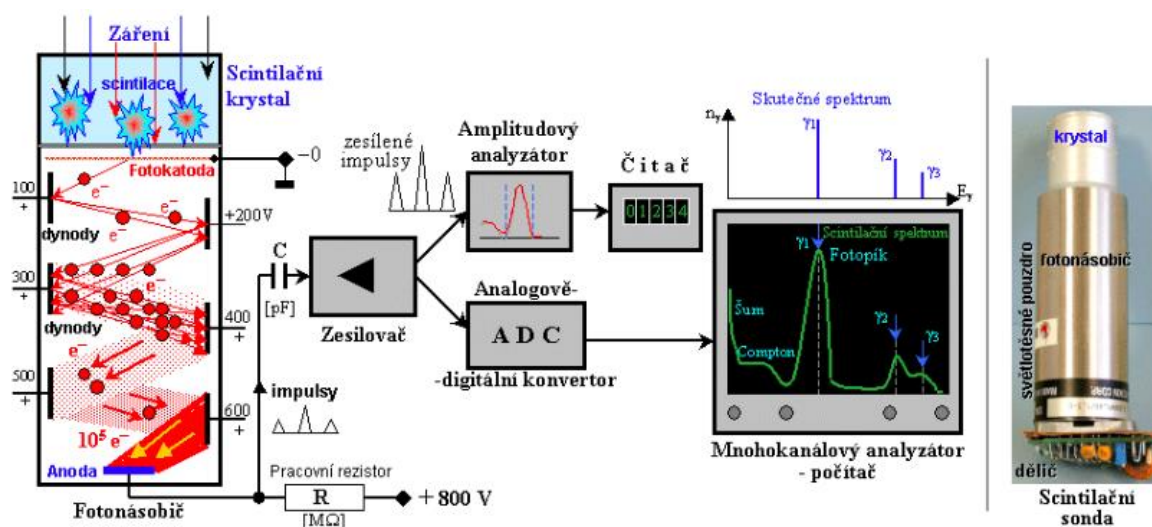 Záření
scintilace
Scintilační
krystal
Fotokatoda
−0
100
+
e⁻
e⁻
+200 V
dynody
300
+
e⁻
dynody
400
+
e⁻
500
+
600
+
10⁵ e⁻
Anoda
Fotonásobič
C
[pF]
impulsy
Pracovní rezistor
R
[MΩ]
+ 800 V
zesílené
impulsy
Zesilovač
Amplitudový
analyzátor
Čitač
01234
Analogově-
A D C
-digitální konvertor
Skutečné spektrum
nγ
γ1
γ2
γ3
Eγ
Scintilační spektrum
γ1
Fotopík
Šum
Compton
γ2
γ3
Mnohokanálový analyzátor
- počítač
krystal
fotonásobič
světlotěsné pouzdro
dělič
Scintilační
sonda